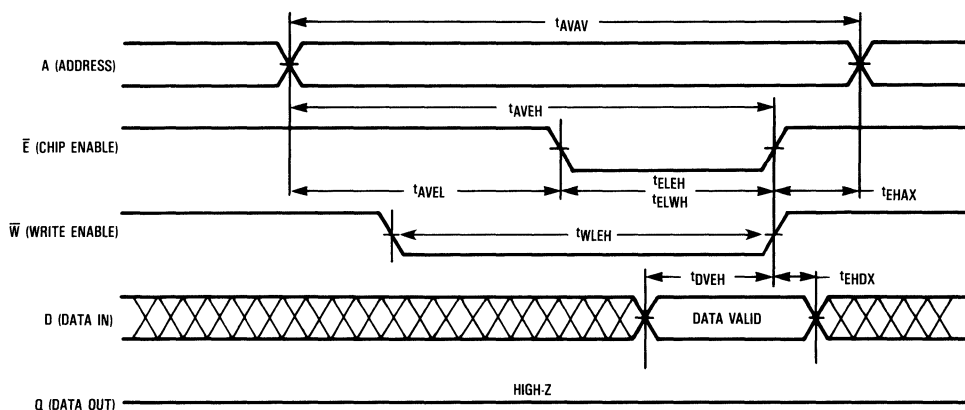 tAVAV
A (ADDRESS)
tAVEH
E̅ (CHIP ENABLE)
tAVEL
tELEH
tELWH
tEHAX
W̅ (WRITE ENABLE)
tWLEH
tDVEH
tEHDX
D (DATA IN)
DATA VALID
HIGH-Z
Q (DATA OUT)